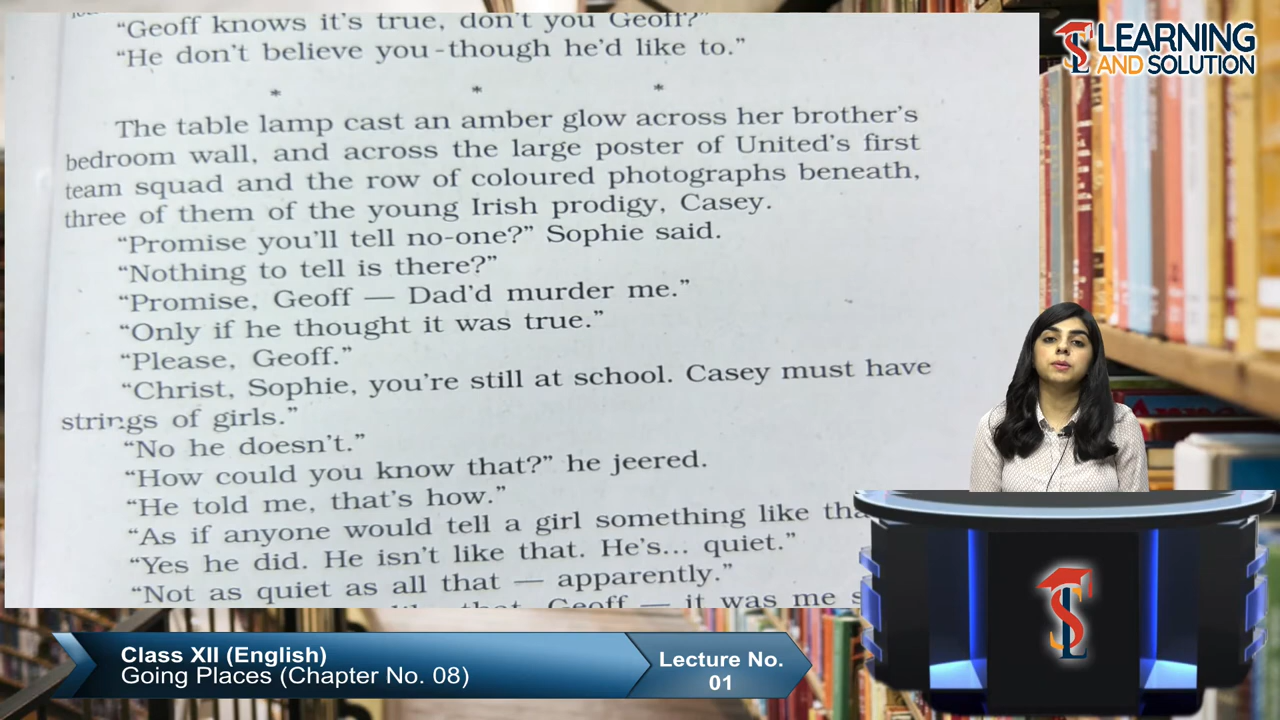 “Geoff knows it’s true, don’t you Geoff?”
“He don’t believe you-though he’d like to.”
* * *
The table lamp cast an amber glow across her brother’s
bedroom wall, and across the large poster of United’s first
team squad and the row of coloured photographs beneath,
three of them of the young Irish prodigy, Casey.
“Promise you’ll tell no-one?” Sophie said.
“Nothing to tell is there?”
“Promise, Geoff — Dad’d murder me.”
“Only if he thought it was true.”
“Please, Geoff.”
“Christ, Sophie, you’re still at school. Casey must have
strings of girls.”
“No he doesn’t.”
“How could you know that?” he jeered.
“He told me, that’s how.”
“As if anyone would tell a girl something like
“Yes he did. He isn’t like that. He’s... quiet.”
“Not as quiet as all that — apparently.”
that, Geoff — it was me
LEARNING
AND SOLUTION
Class XII (English)
Going Places (Chapter No. 08)
Lecture No.
01